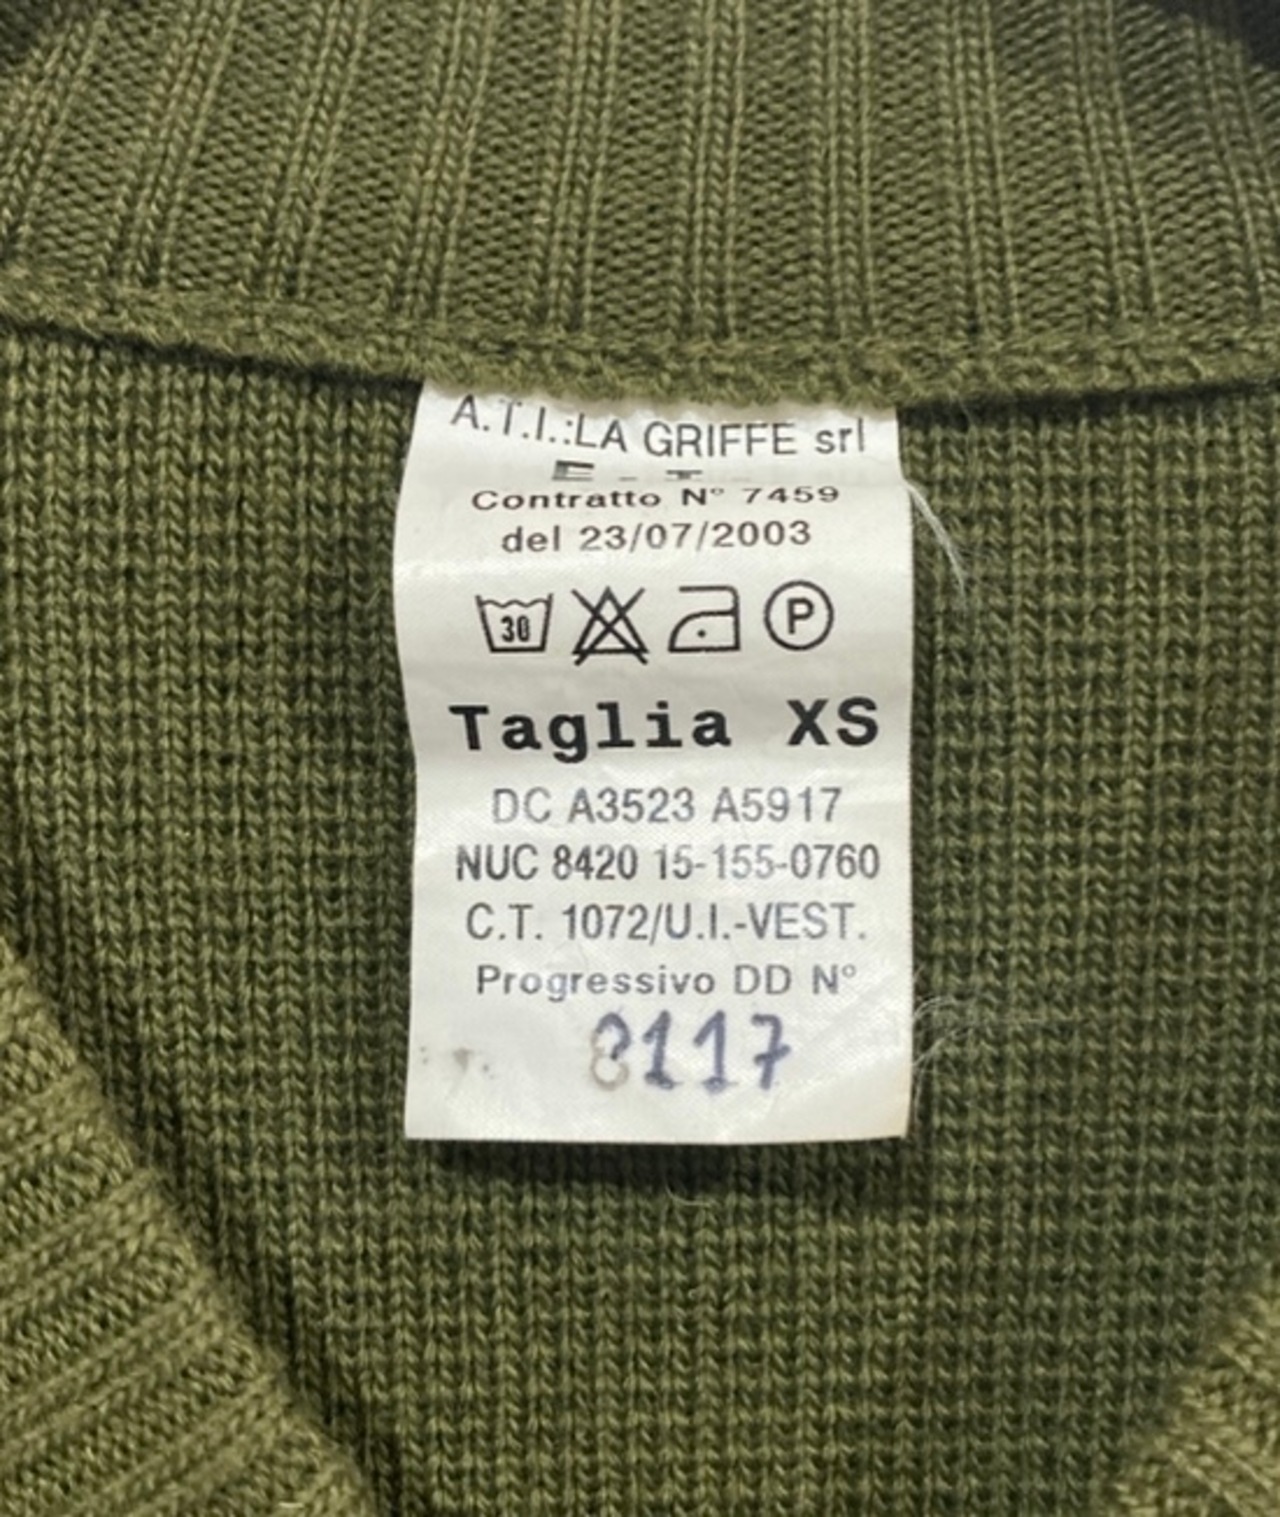 A.T.I.:LA GRIFFE srl
Contratto N° 7459
del 23/07/2003
30 P
Taglia XS
DC A3523 A5917
NUC 8420 15-155-0760
C.T. 1072/U.I.-VEST.
Progressivo DD N°
8117